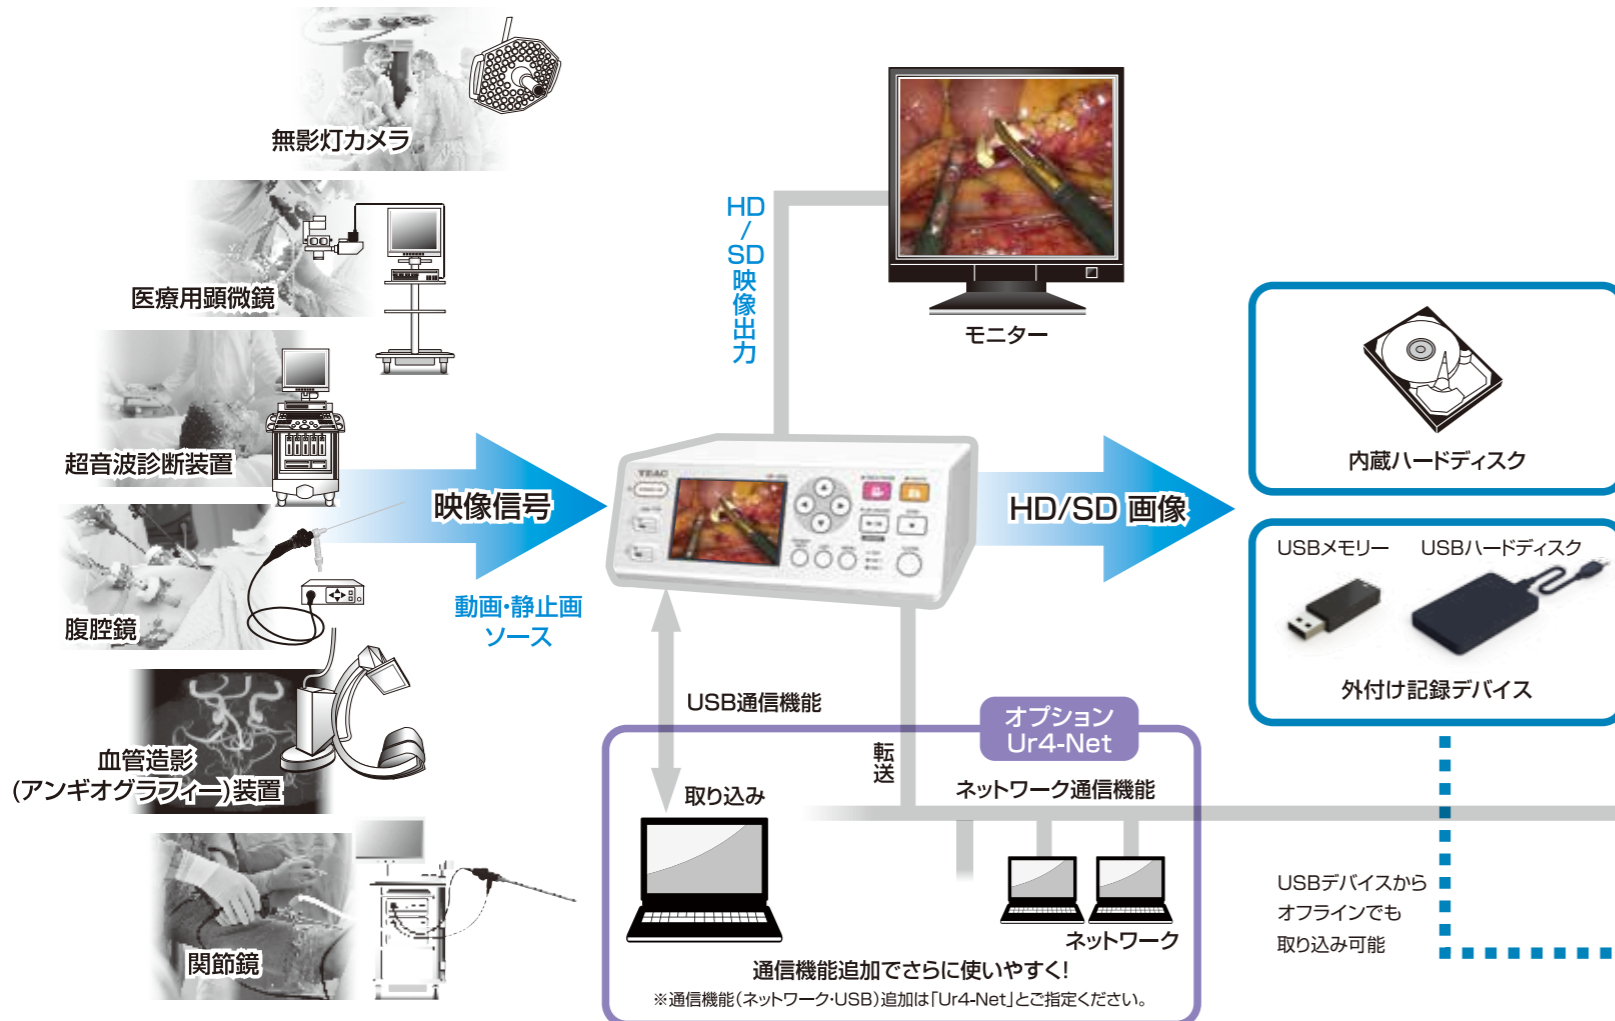 無影灯カメラ
医療用顕微鏡
超音波診断装置
腹腔鏡
血管造影
(アンギオグラフィー)装置
関節鏡
映像信号
動画・静止画
ソース
HD
/
SD
映像出力
モニター
TEAC
HD/SD 画像
内蔵ハードディスク
USBメモリー
USBハードディスク
外付け記録デバイス
USB通信機能
転送
オプション
Ur4-Net
取り込み
ネットワーク通信機能
ネットワーク
通信機能追加でさらに使いやすく!
※通信機能(ネットワーク・USB)追加は「Ur4-Net」とご指定ください。
USBデバイスから
オフラインでも
取り込み可能